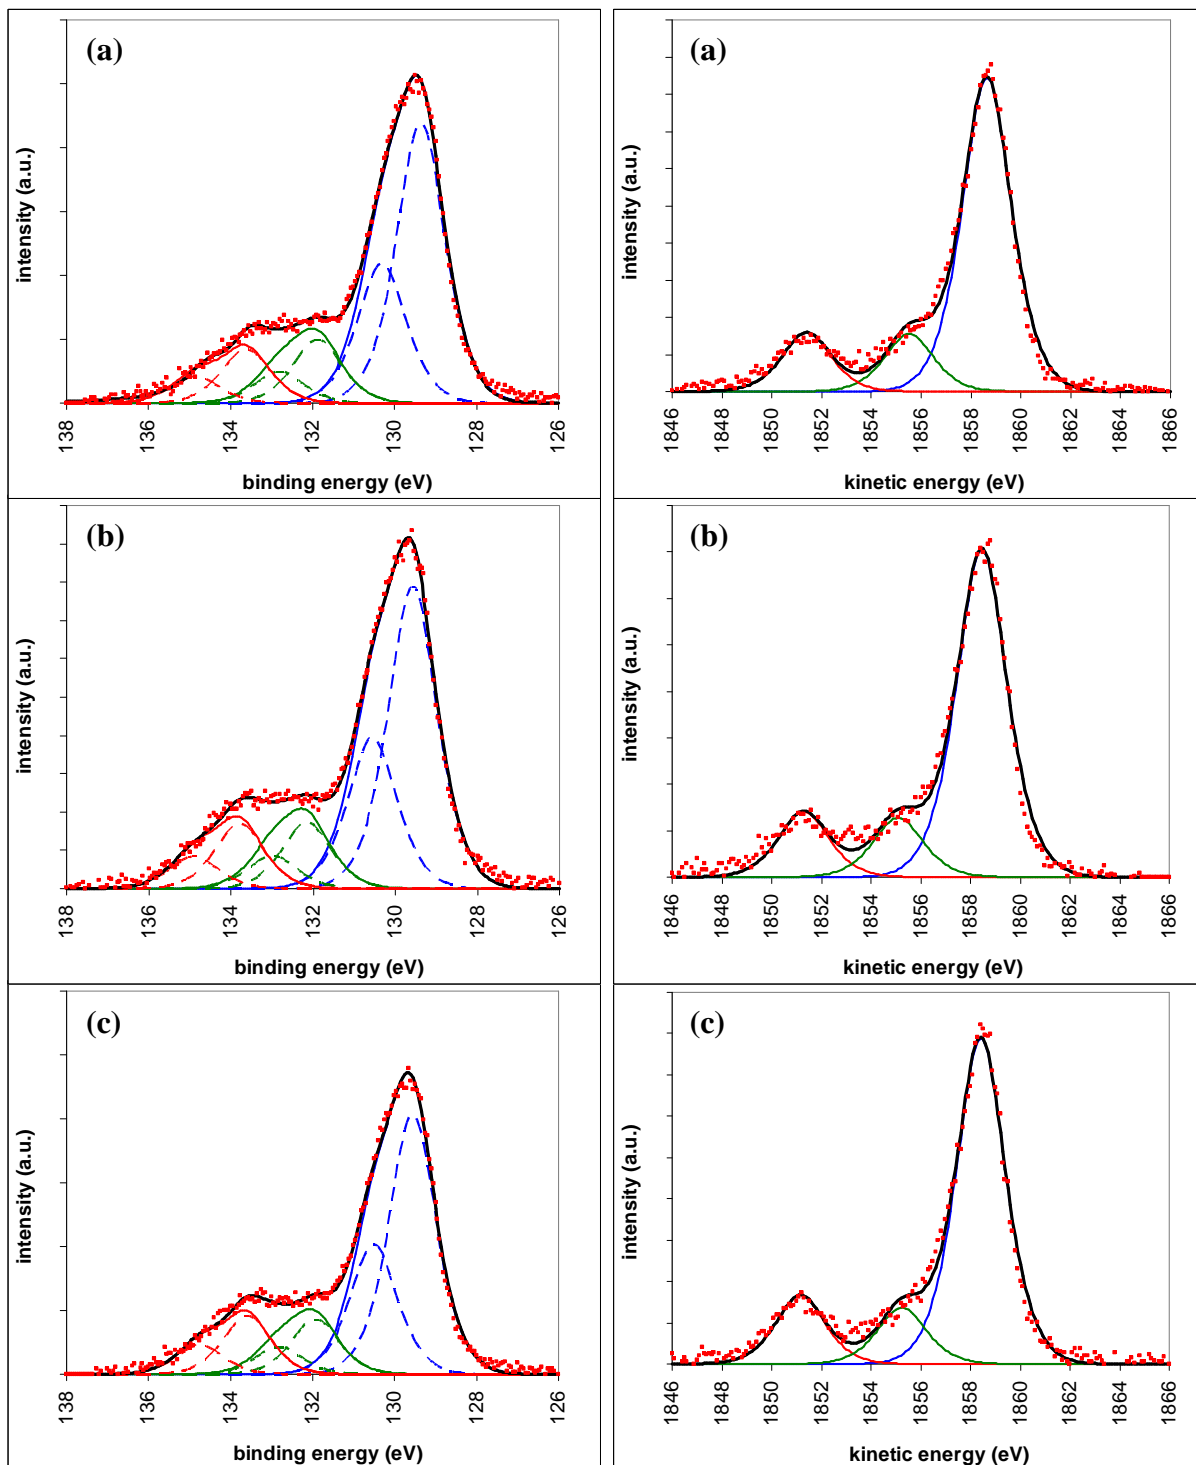 (a)
intensity (a.u.)
138 136 134 132 130 128 126
binding energy (eV)
(a)
intensity (a.u.)
1846 1848 1850 1852 1854 1856 1858 1860 1862 1864 1866
kinetic energy (eV)
(b)
intensity (a.u.)
138 136 134 132 130 128 126
binding energy (eV)
(b)
intensity (a.u.)
1846 1848 1850 1852 1854 1856 1858 1860 1862 1864 1866
kinetic energy (eV)
(c)
intensity (a.u.)
138 136 134 132 130 128 126
binding energy (eV)
(c)
intensity (a.u.)
1846 1848 1850 1852 1854 1856 1858 1860 1862 1864 1866
kinetic energy (eV)